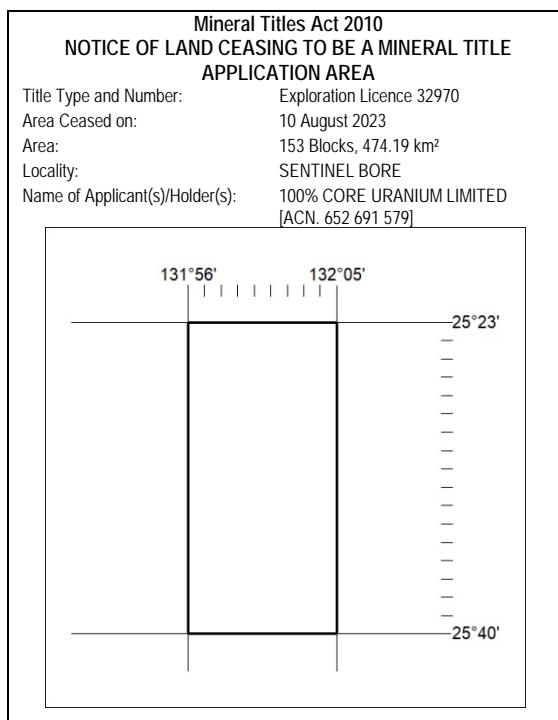 Mineral Titles Act 2010
NOTICE OF LAND CEASING TO BE A MINERAL TITLE
APPLICATION AREA
Title Type and Number: Exploration Licence 32970
Area Ceased on: 10 August 2023
Area: 153 Blocks, 474.19 km²
Locality: SENTINEL BORE
Name of Applicant(s)/Holder(s): 100% CORE URANIUM LIMITED
[ACN. 652 691 579]
131°56' 132°05'
25°23'
25°40'